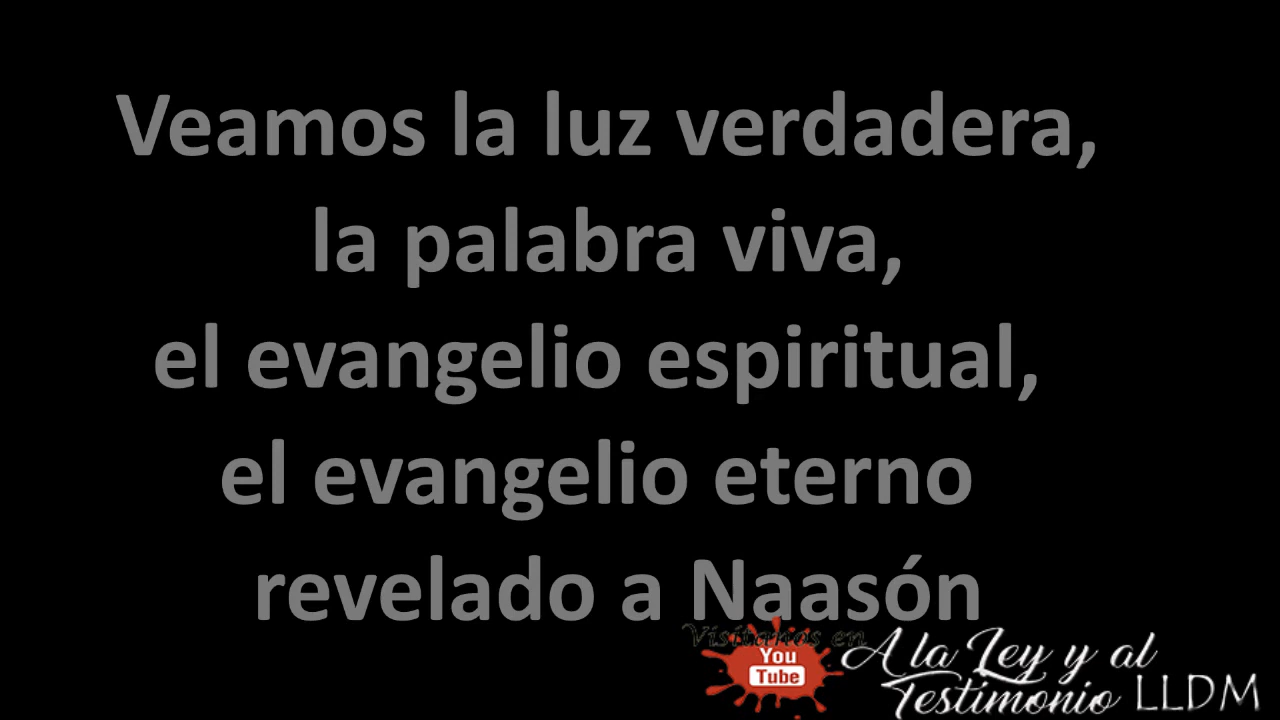 Veamos la luz verdadera,
la palabra viva,
el evangelio espiritual,
el evangelio eterno
revelado a Naasón
Visítanos en
You
Tube
A la Ley y al
Testimonio LLDM